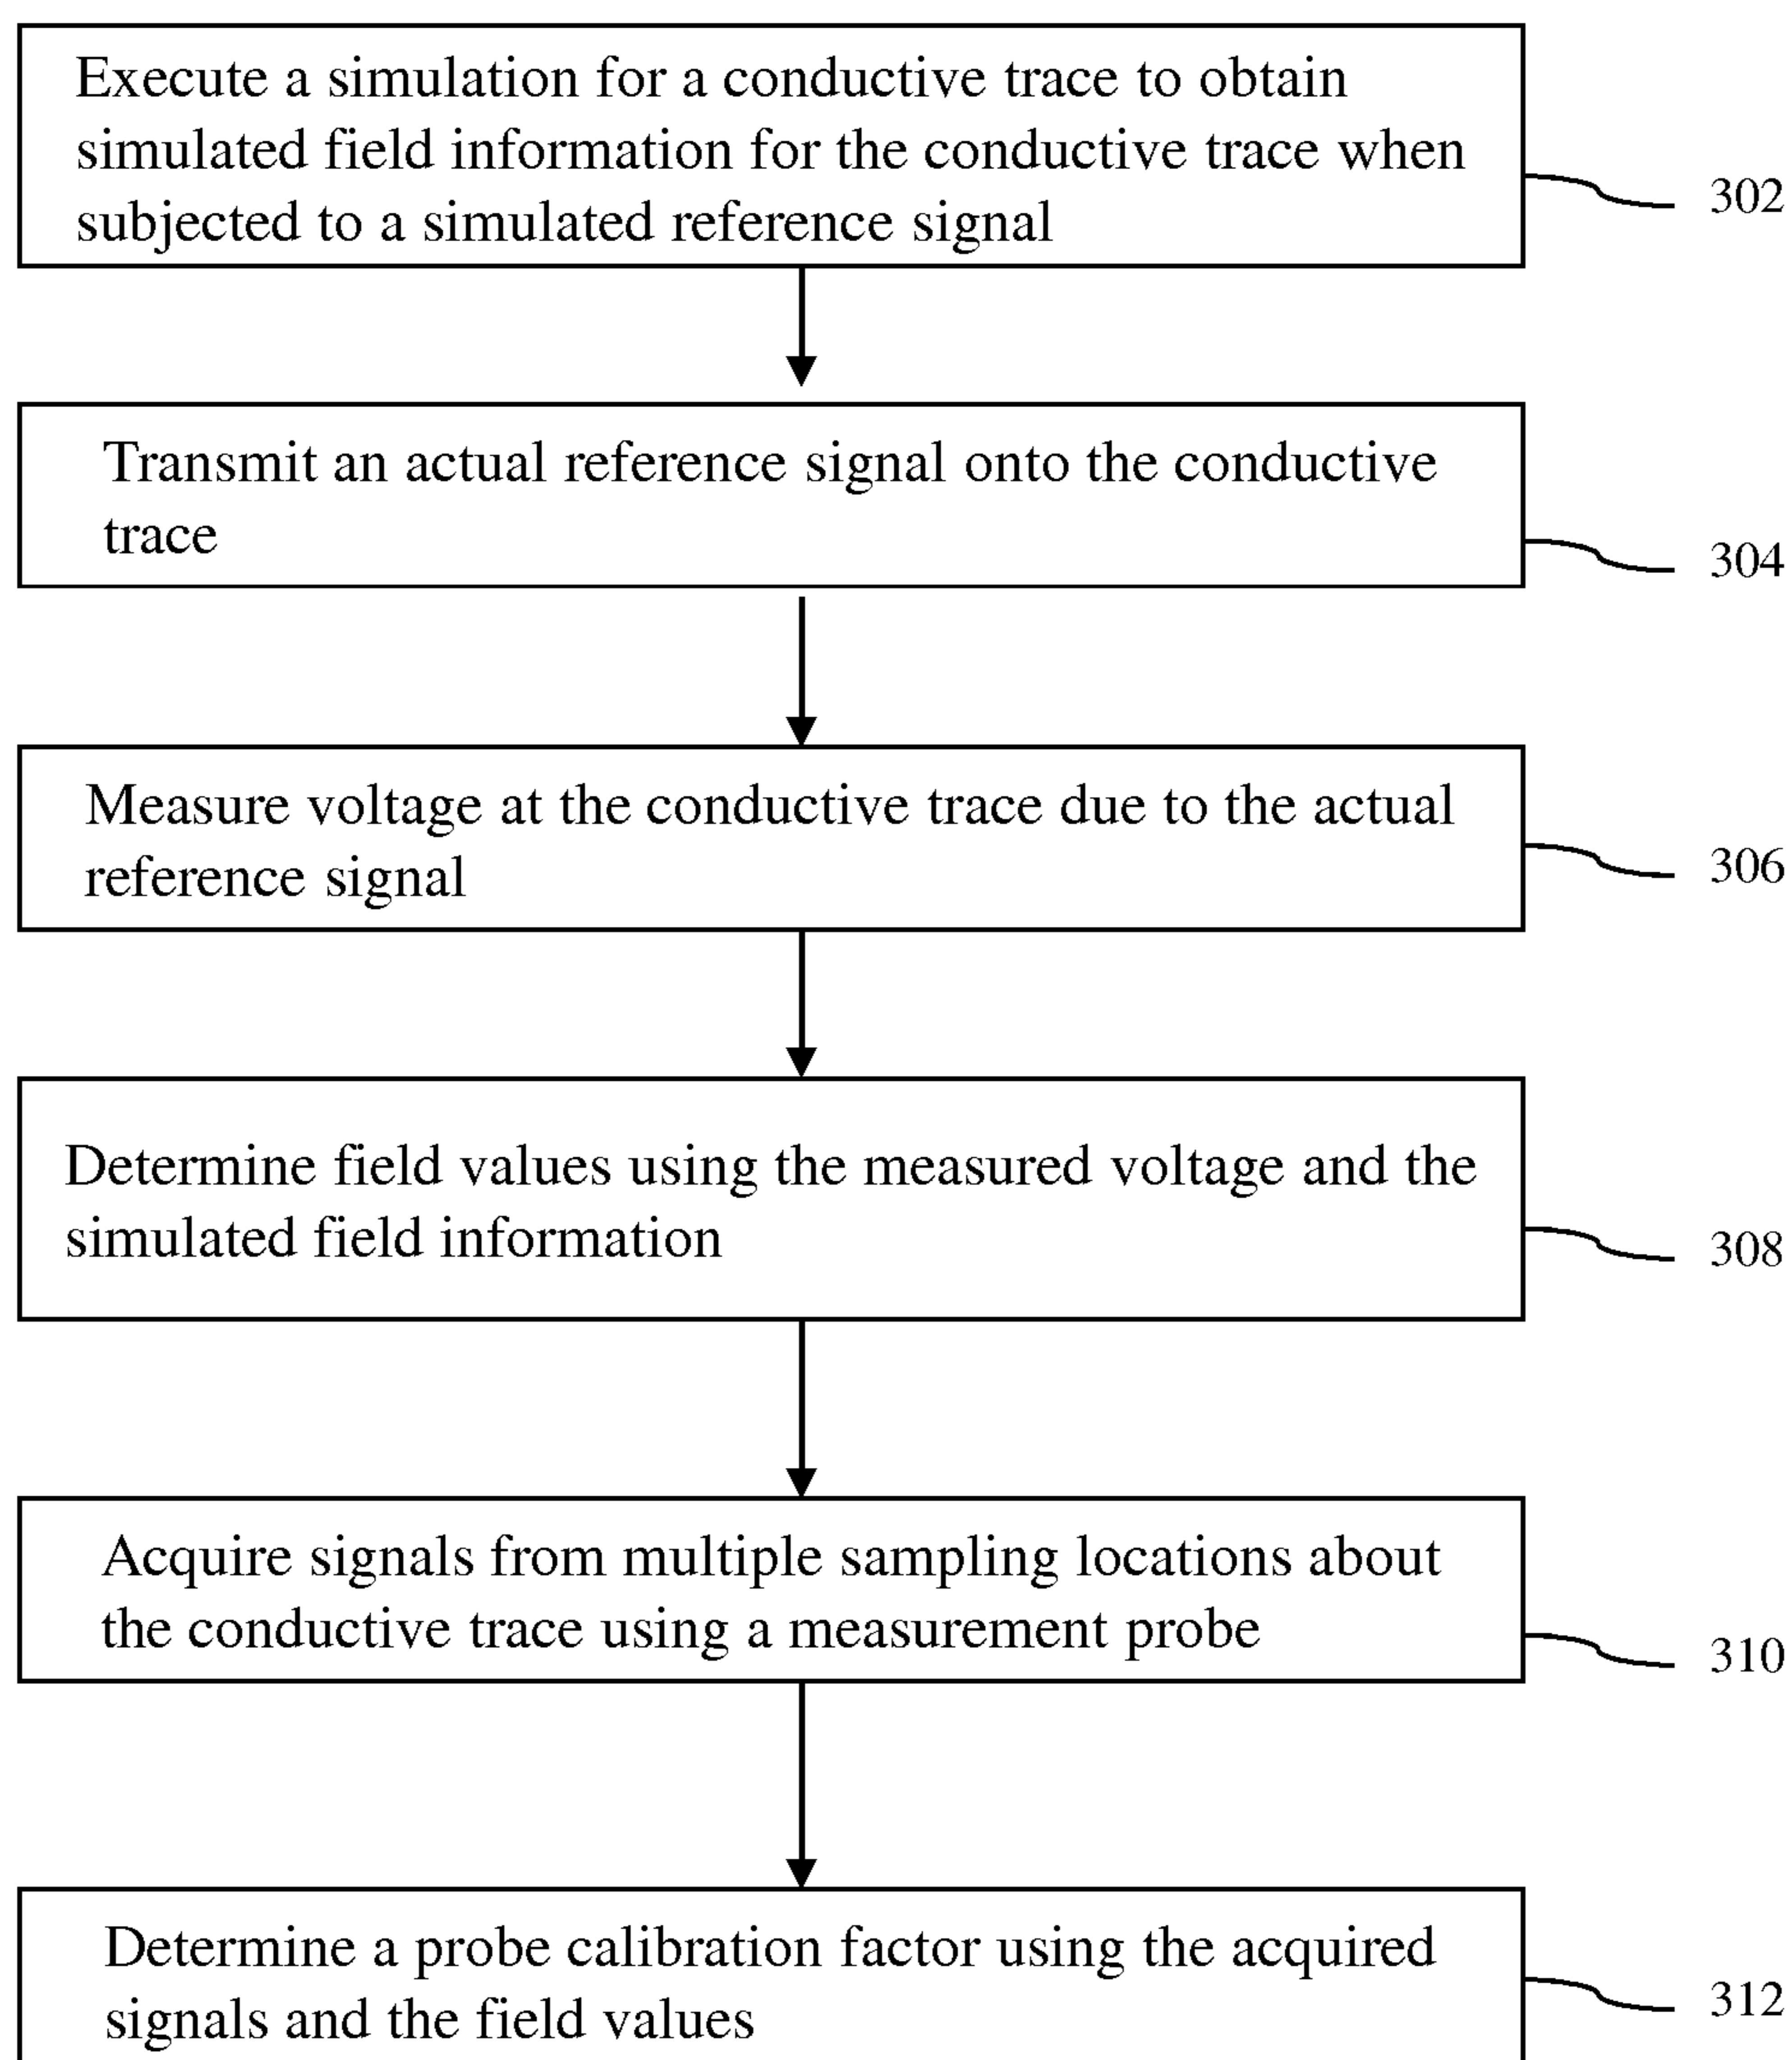 Execute a simulation for a conductive trace to obtain
simulated field information for the conductive trace when
subjected to a simulated reference signal
302
Transmit an actual reference signal onto the conductive
trace
304
Measure voltage at the conductive trace due to the actual
reference signal
306
Determine field values using the measured voltage and the
simulated field information
308
Acquire signals from multiple sampling locations about
the conductive trace using a measurement probe
310
Determine a probe calibration factor using the acquired
signals and the field values
312